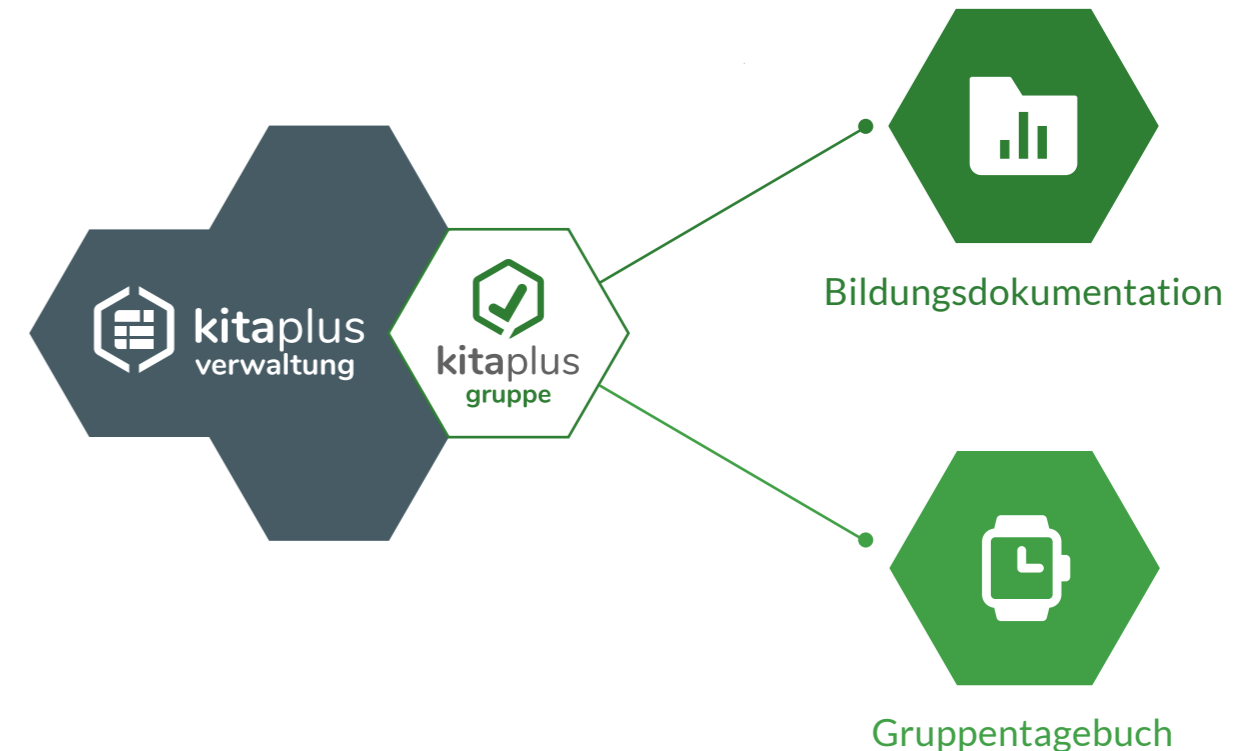 kitaplus
verwaltung
kitaplus
gruppe
Bildungsdokumentation
Gruppentagebuch